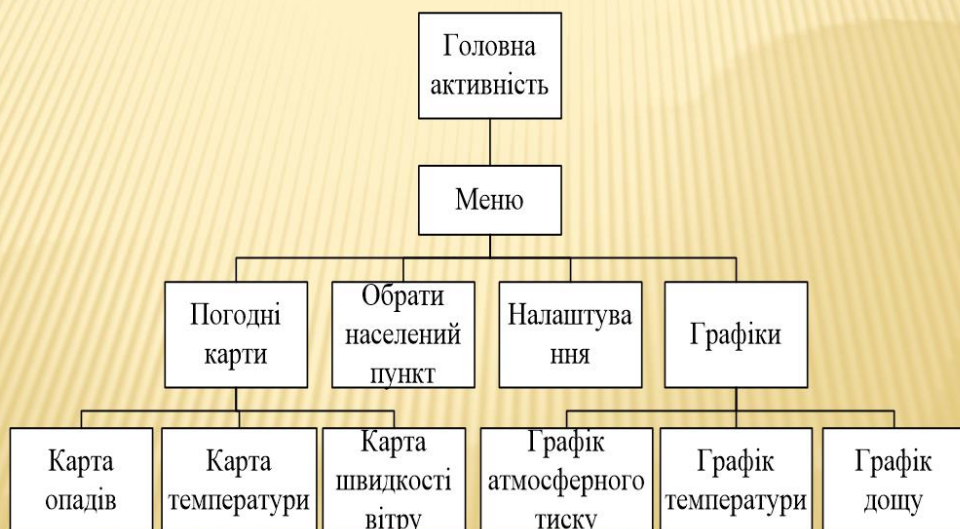 Головна
активність
Меню
Погодні
карти
Обрати
населений
пункт
Налаштува
ння
Графіки
Карта
опадів
Карта
температури
Карта
швидкості
вітру
Графік
атмосферного
тиску
Графік
температури
Графік
дощу